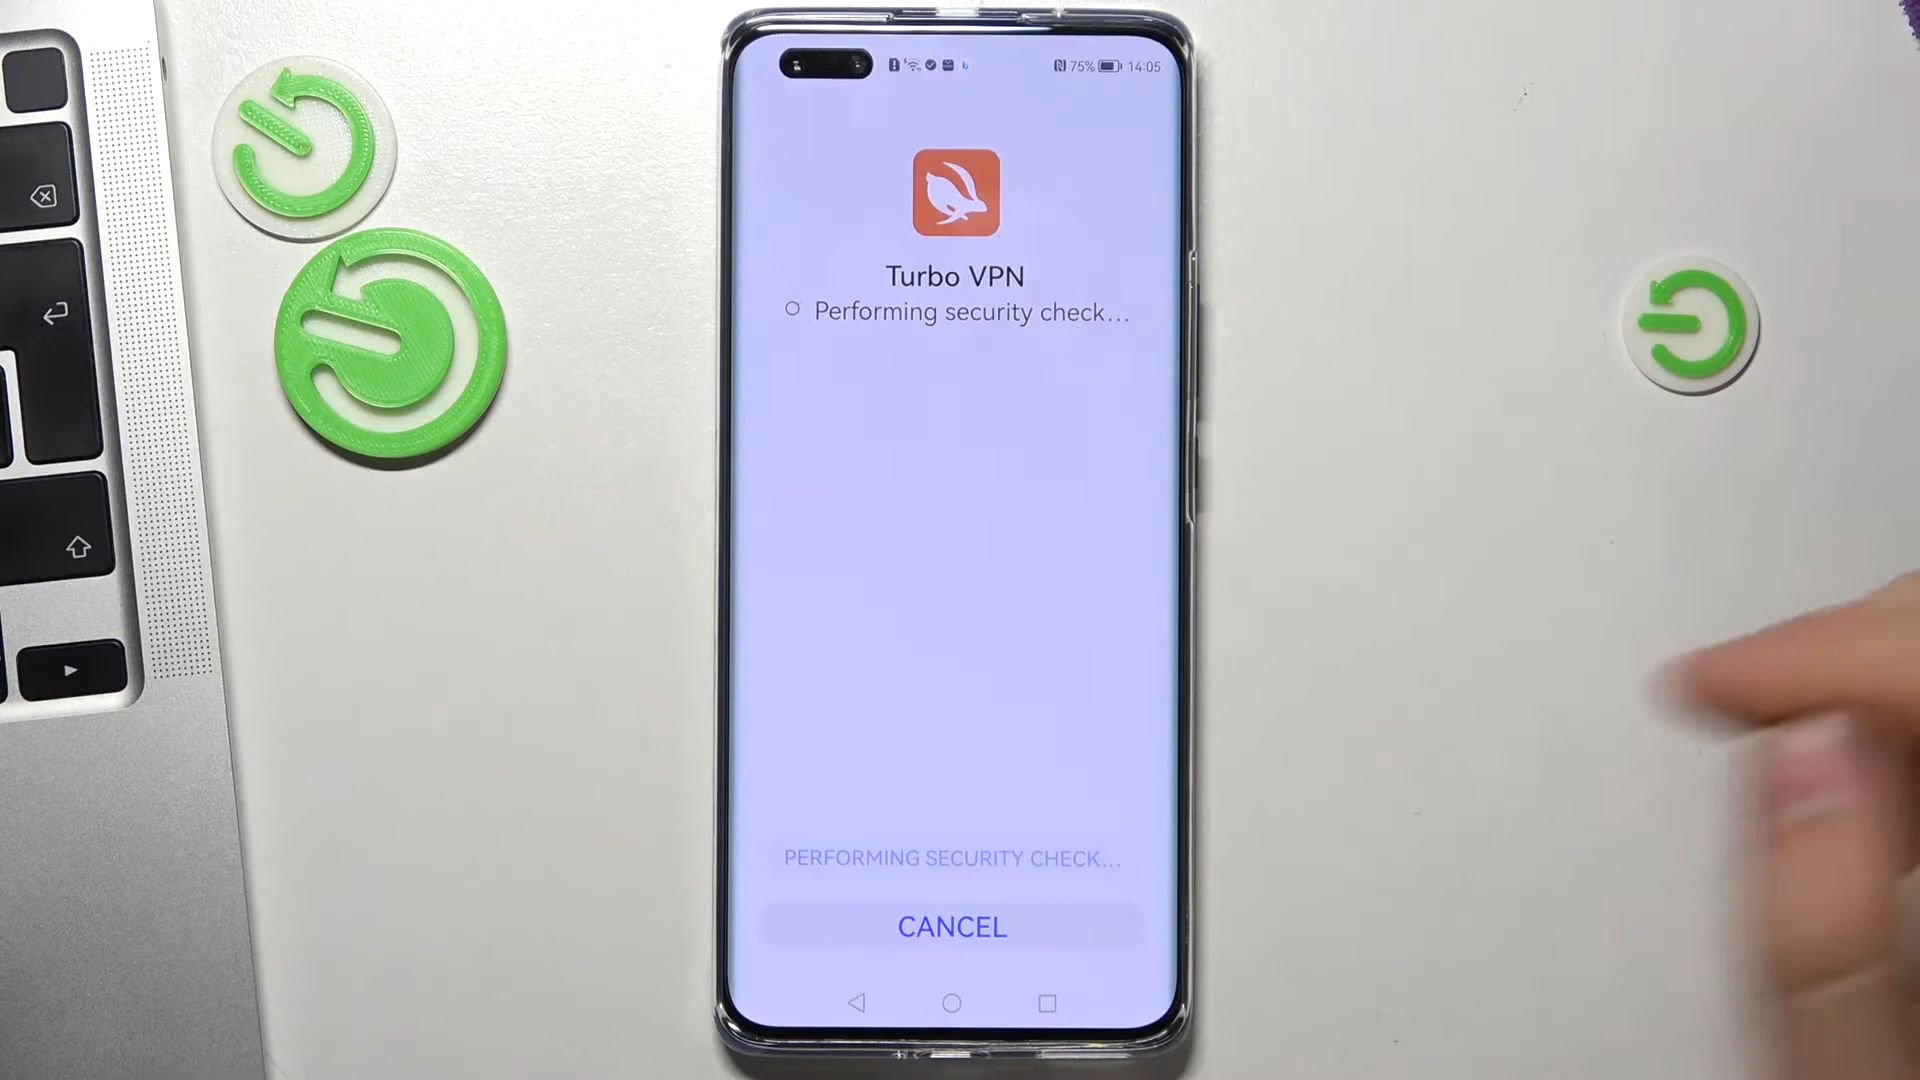 75% 14:05
Turbo VPN
Performing security check...
PERFORMING SECURITY CHECK...
CANCEL